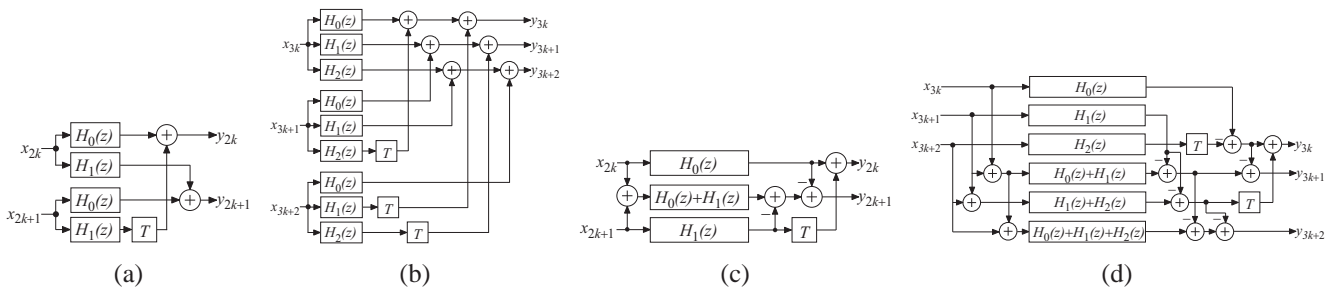 x2k
H0(z)
H1(z)
x2k+1
H0(z)
H1(z)
T
y2k
y2k+1
(a)
x3k
H0(z)
H1(z)
H2(z)
x3k+1
H0(z)
H1(z)
H2(z)
T
x3k+2
H0(z)
H1(z)
T
H2(z)
T
y3k
y3k+1
y3k+2
(b)
x2k
H0(z)
y2k
H0(z)+H1(z)
y2k+1
x2k+1
H1(z)
T
(c)
x3k
H0(z)
x3k+1
H1(z)
x3k+2
H2(z)
T
y3k
H0(z)+H1(z)
y3k+1
H1(z)+H2(z)
T
H0(z)+H1(z)+H2(z)
y3k+2
(d)